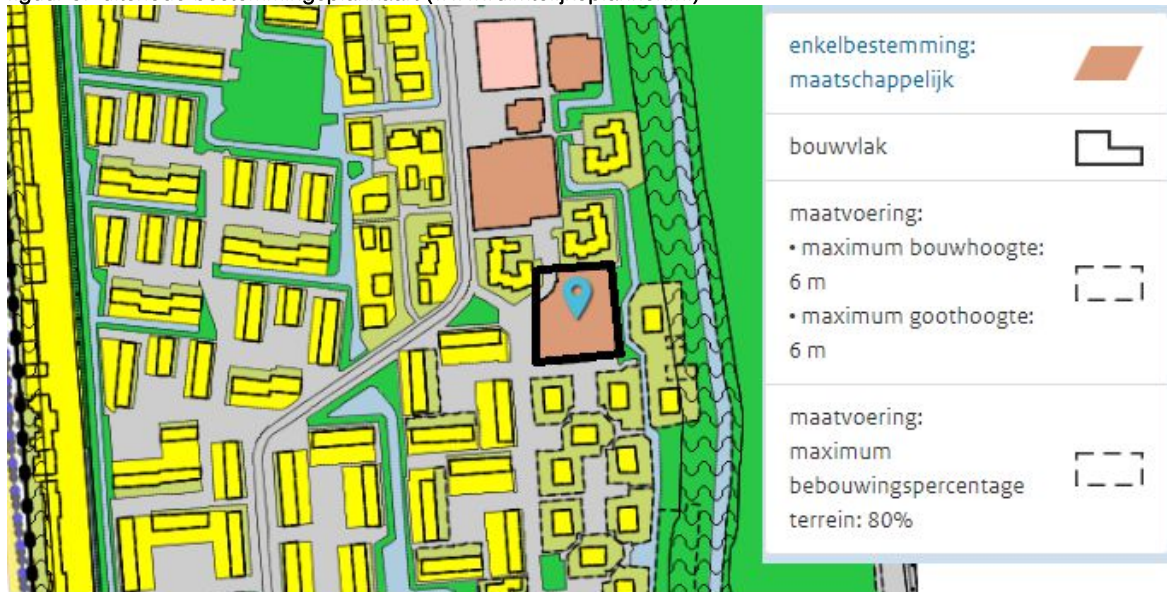 enkelbestemming:
maatschappelijk
bouwvlak
maatvoering:
• maximum bouwhoogte:
6 m
• maximum goothoogte:
6 m
maatvoering:
maximum
bebouwingspercentage
terrein: 80%